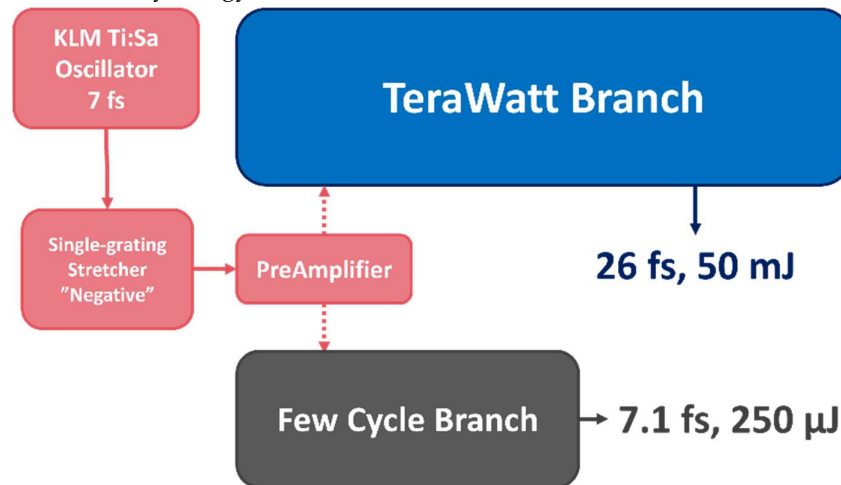 KLM Ti:Sa
Oscillator
7 fs
TeraWatt Branch
Single-grating
Stretcher
”Negative”
PreAmplifier
26 fs, 50 mJ
Few Cycle Branch
7.1 fs, 250 µJ